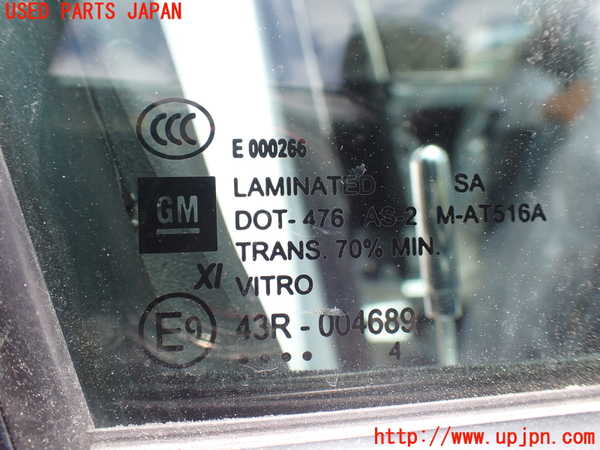 USED PARTS JAPAN
CCC
E 000266
GM
LAMINATED SA
DOT-476 AS-2 M-AT516A
TRANS. 70% MIN.
XI VITRO
E9 43R-004689
.... 4
http://www.upjpn.com/